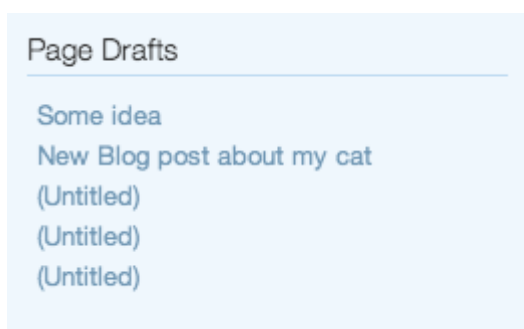 Page Drafts
Some idea
New Blog post about my cat
(Untitled)
(Untitled)
(Untitled)